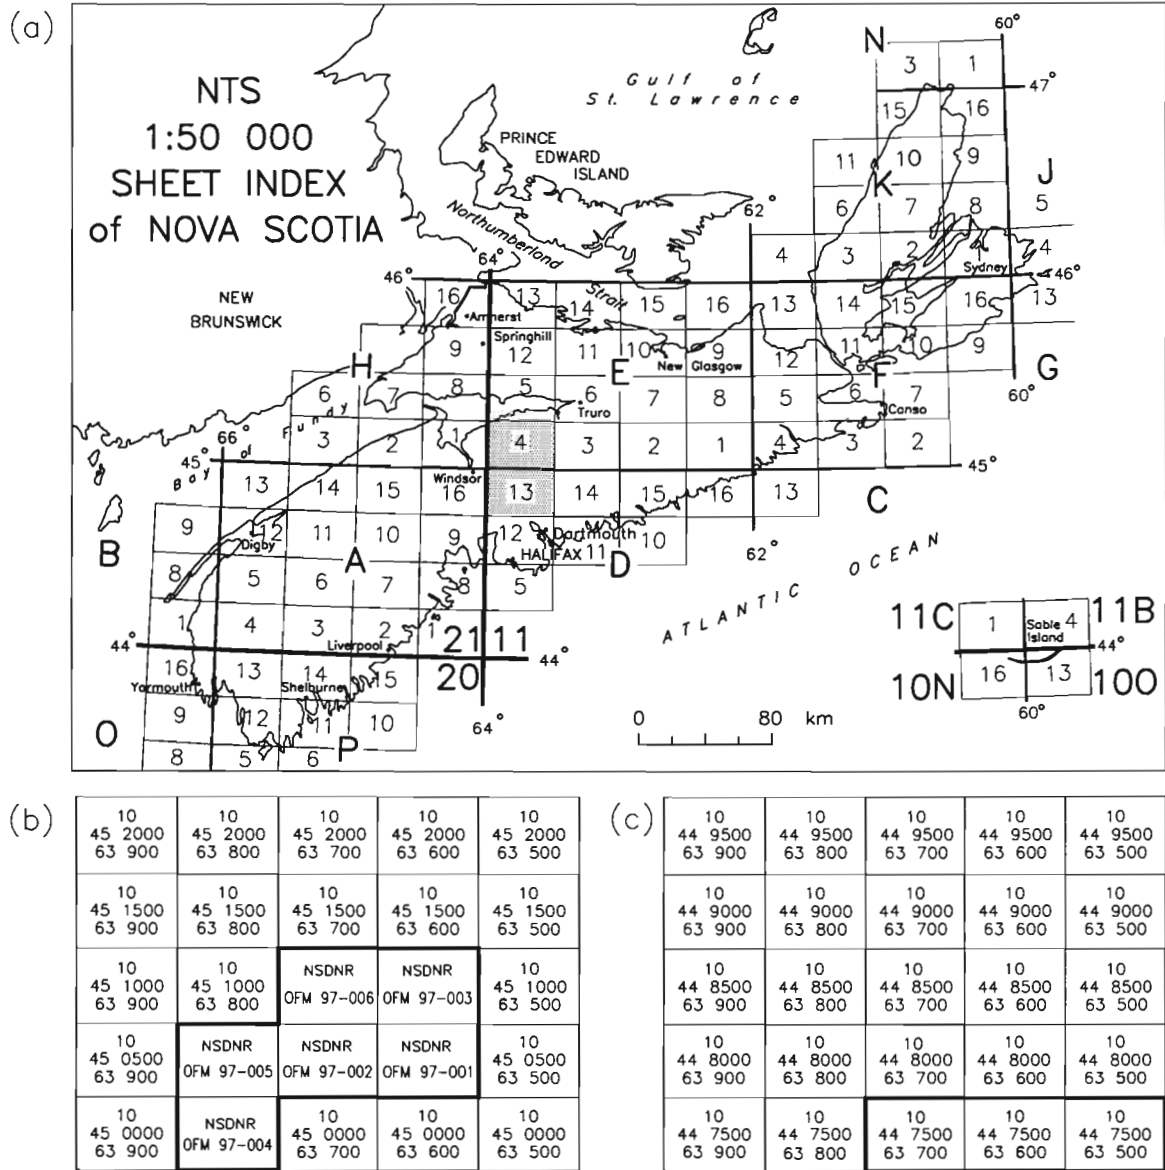 (a)
NTS
1:50 000
SHEET INDEX
of NOVA SCOTIA
Gulf of
St. Lawrence
PRINCE
EDWARD
ISLAND
Northumberland
Strait
NEW
BRUNSWICK
60°
N
3 1
47°
15 16
11 10 9
K J
6 7 8 5
62°
4 3 2 4
Sydney
64°
46° 46°
16 13 14 15 16 13 14 15 16 13
Amherst
Springhill
9 12 11 10 9 12 11 10 9
New Glasgow
H E F G
6 7 8 5 6 7 8 5 6 7
Truro
Canso
60°
66°
Bay of Fundy
3 2 1 4 3 2 1 4 3 2
45° 45°
Windsor
13 14 15 16 13 14 15 16 13
C
9 12 11 10 9 12 11 10
Digby
Dartmouth
HALIFAX
B A D
62°
8 5 6 7 8 5
ATLANTIC OCEAN
1 4 3 2 1
Liverpool
21 11
44° 44°
20
16 13 14 15
Yarmouth
Shelburne
9 12 11 10
64°
O P
8 5 6
0 80 km
11C 1 4 11B
Sable
Island
44°
10N 16 13 10O
60°
(b)
10 10 10 10 10
45 2000 45 2000 45 2000 45 2000 45 2000
63 900 63 800 63 700 63 600 63 500
10 10 10 10 10
45 1500 45 1500 45 1500 45 1500 45 1500
63 900 63 800 63 700 63 600 63 500
10 10 NSDNR NSDNR 10
45 1000 45 1000 OFM 97-006 OFM 97-003 45 1000
63 900 63 800 63 500
10 NSDNR NSDNR NSDNR 10
45 0500 OFM 97-005 OFM 97-002 OFM 97-001 45 0500
63 900 63 500
10 NSDNR 10 10 10
45 0000 OFM 97-004 45 0000 45 0000 45 0000
63 900 63 700 63 600 63 500
(c)
10 10 10 10 10
44 9500 44 9500 44 9500 44 9500 44 9500
63 900 63 800 63 700 63 600 63 500
10 10 10 10 10
44 9000 44 9000 44 9000 44 9000 44 9000
63 900 63 800 63 700 63 600 63 500
10 10 10 10 10
44 8500 44 8500 44 8500 44 8500 44 8500
63 900 63 800 63 700 63 600 63 500
10 10 10 10 10
44 8000 44 8000 44 8000 44 8000 44 8000
63 900 63 800 63 700 63 600 63 500
10 10 10 10 10
44 7500 44 7500 44 7500 44 7500 44 7500
63 900 63 800 63 700 63 600 63 500